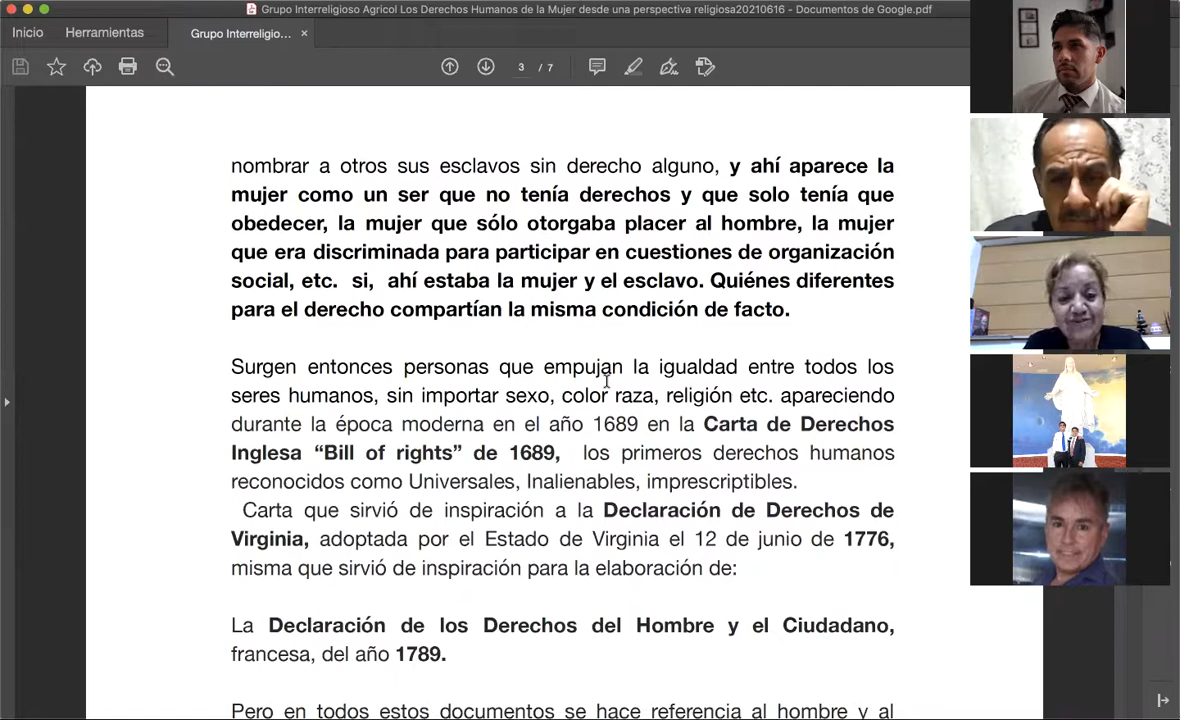 Grupo Interreligioso Agricol Los Derechos Humanos de la Mujer desde una perspectiva religiosa20210616 - Documentos de Google.pdf
Inicio Herramientas Grupo Interreligio... ×
3 / 7
nombrar a otros sus esclavos sin derecho alguno, y ahí aparece la
mujer como un ser que no tenía derechos y que solo tenía que
obedecer, la mujer que sólo otorgaba placer al hombre, la mujer
que era discriminada para participar en cuestiones de organización
social, etc. si, ahí estaba la mujer y el esclavo. Quiénes diferentes
para el derecho compartían la misma condición de facto.
Surgen entonces personas que empujan la igualdad entre todos los
seres humanos, sin importar sexo, color raza, religión etc. apareciendo
durante la época moderna en el año 1689 en la Carta de Derechos
Inglesa “Bill of rights” de 1689, los primeros derechos humanos
reconocidos como Universales, Inalienables, imprescriptibles.
Carta que sirvió de inspiración a la Declaración de Derechos de
Virginia, adoptada por el Estado de Virginia el 12 de junio de 1776,
misma que sirvió de inspiración para la elaboración de:
La Declaración de los Derechos del Hombre y el Ciudadano,
francesa, del año 1789.
Pero en todos estos documentos se hace referencia al hombre y al